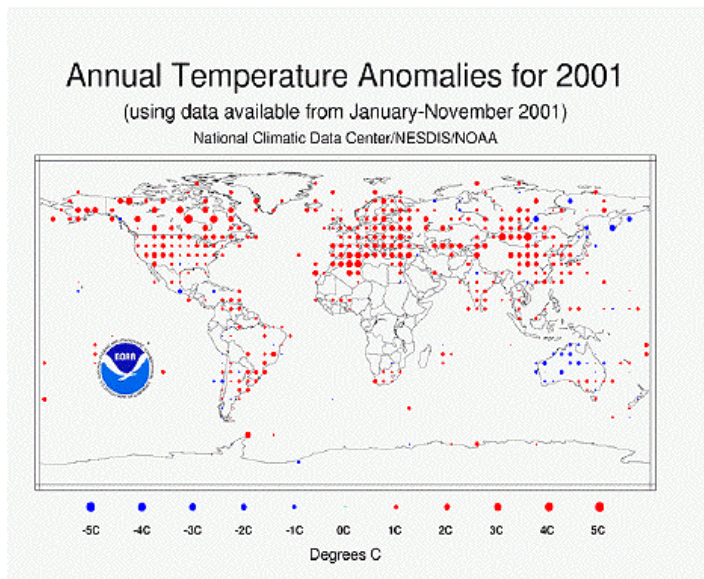 Annual Temperature Anomalies for 2001
(using data available from January-November 2001)
National Climatic Data Center/NESDIS/NOAA
NOAA
-5C -4C -3C -2C -1C 0C 1C 2C 3C 4C 5C
Degrees C